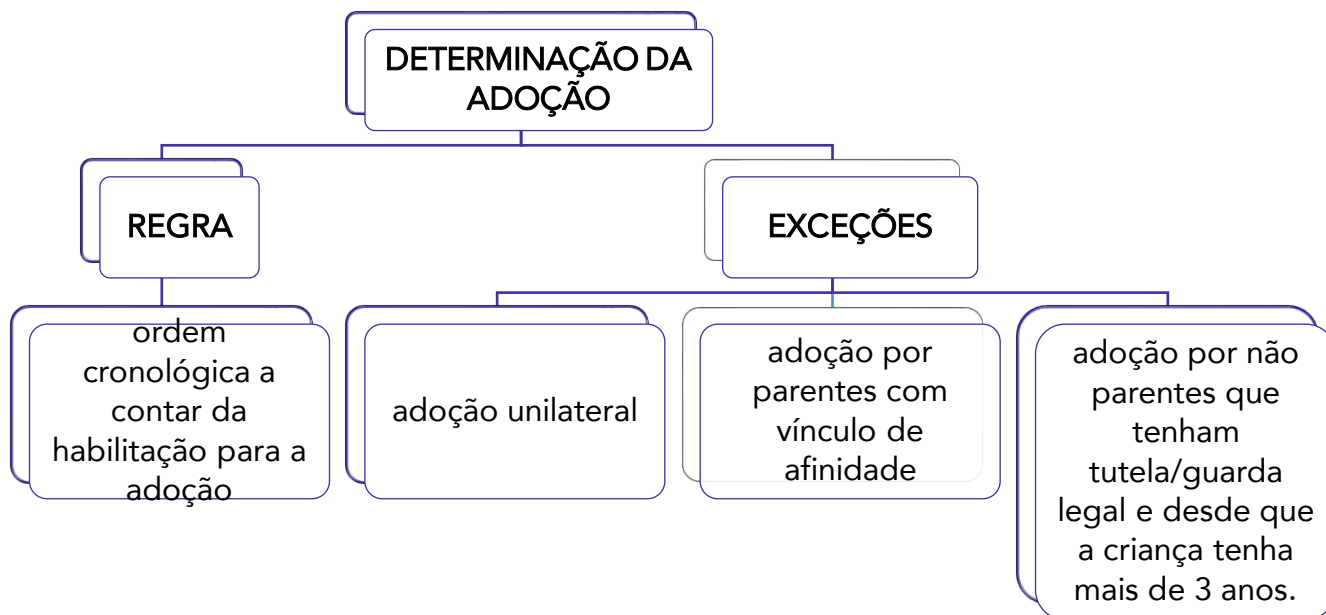 DETERMINAÇÃO DA
ADOÇÃO
REGRA
EXCEÇÕES
ordem
cronológica a
contar da
habilitação para a
adoção
adoção unilateral
adoção por
parentes com
vínculo de
afinidade
adoção por não
parentes que
tenham
tutela/guarda
legal e desde que
a criança tenha
mais de 3 anos.